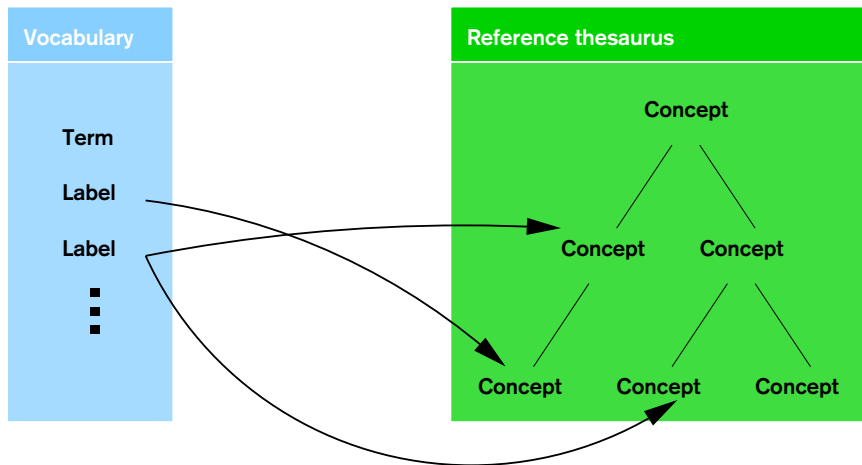 Vocabulary
Term
Label
Label
Reference thesaurus
Concept
Concept Concept
Concept Concept Concept